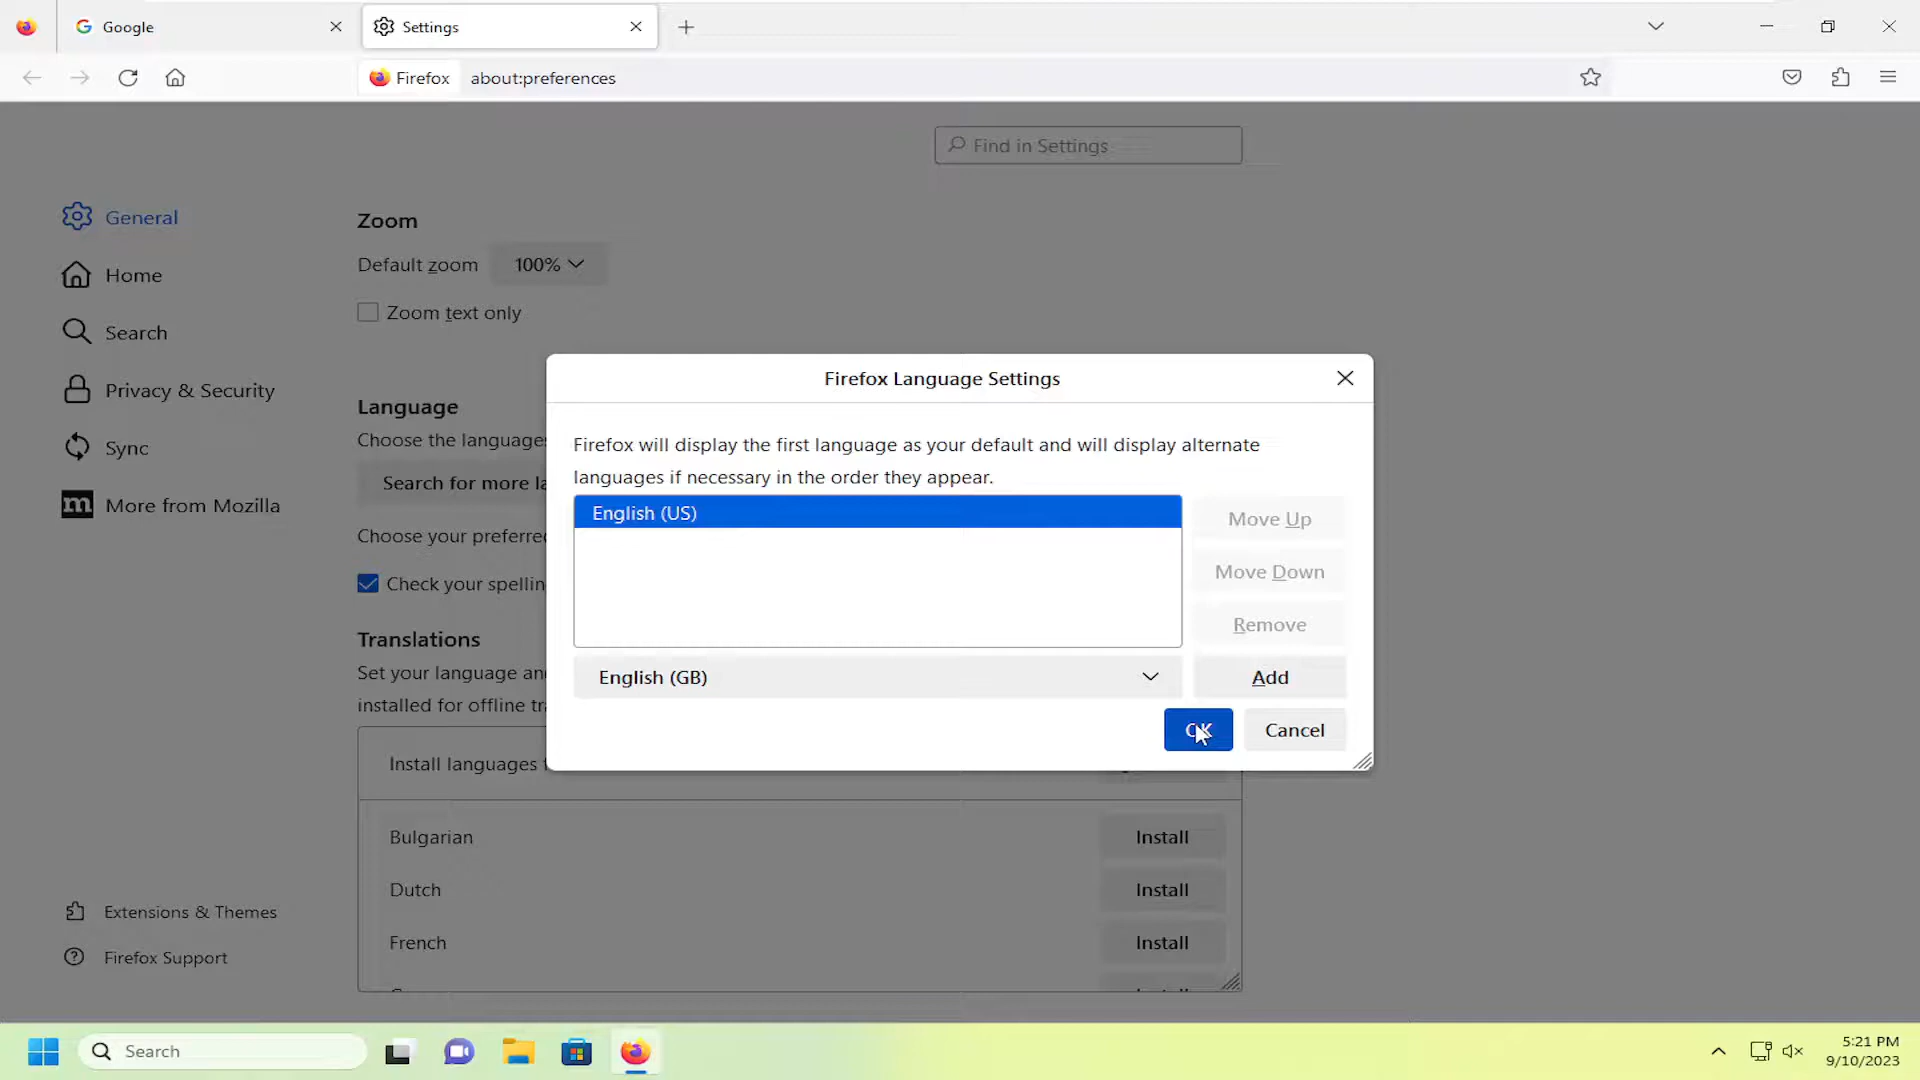 Google
Settings
Firefox
about:preferences
Find in Settings
General
Home
Search
Privacy & Security
Sync
More from Mozilla
Extensions & Themes
Firefox Support
Zoom
Default zoom
100%
Zoom text only
Language
Choose the languages
Search for more
Choose your
Check your
Translations
Set your language
installed for offline
Install languages
Bulgarian
Install
Dutch
Install
French
Install
Firefox Language Settings
Firefox will display the first language as your default and will display alternate
languages if necessary in the order they appear.
English (US)
Move Up
Move Down
Remove
English (GB)
Add
OK
Cancel
Search
5:21 PM
9/10/2023